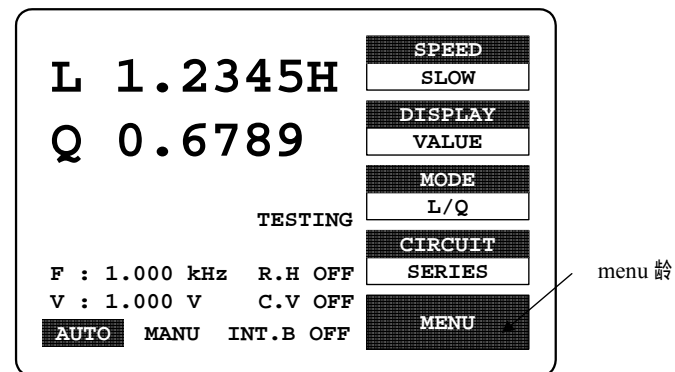 L 1.2345H
Q 0.6789
TESTING
F : 1.000 kHz R.H OFF
V : 1.000 V C.V OFF
AUTO MANU INT.B OFF
SPEED
SLOW
DISPLAY
VALUE
MODE
L/Q
CIRCUIT
SERIES
MENU
menu 龄